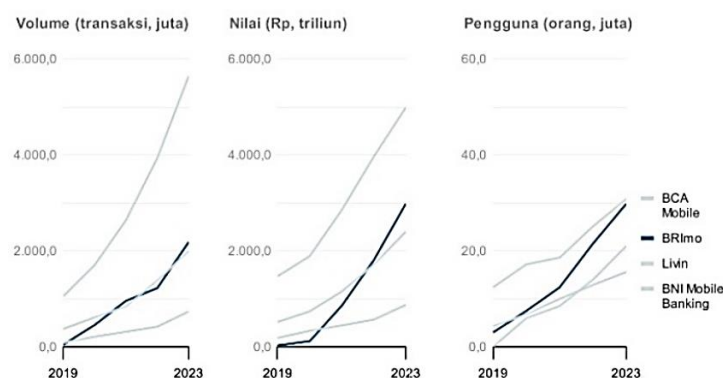 Volume (transaksi, juta)
6.000,0
4.000,0
2.000,0
0,0
2019 2023
Nilai (Rp, triliun)
6.000,0
4.000,0
2.000,0
0,0
2019 2023
Pengguna (orang, juta)
60,0
40,0
20,0
0,0
2019 2023
BCA
Mobile
BRImo
Livin
BNI Mobile
Banking